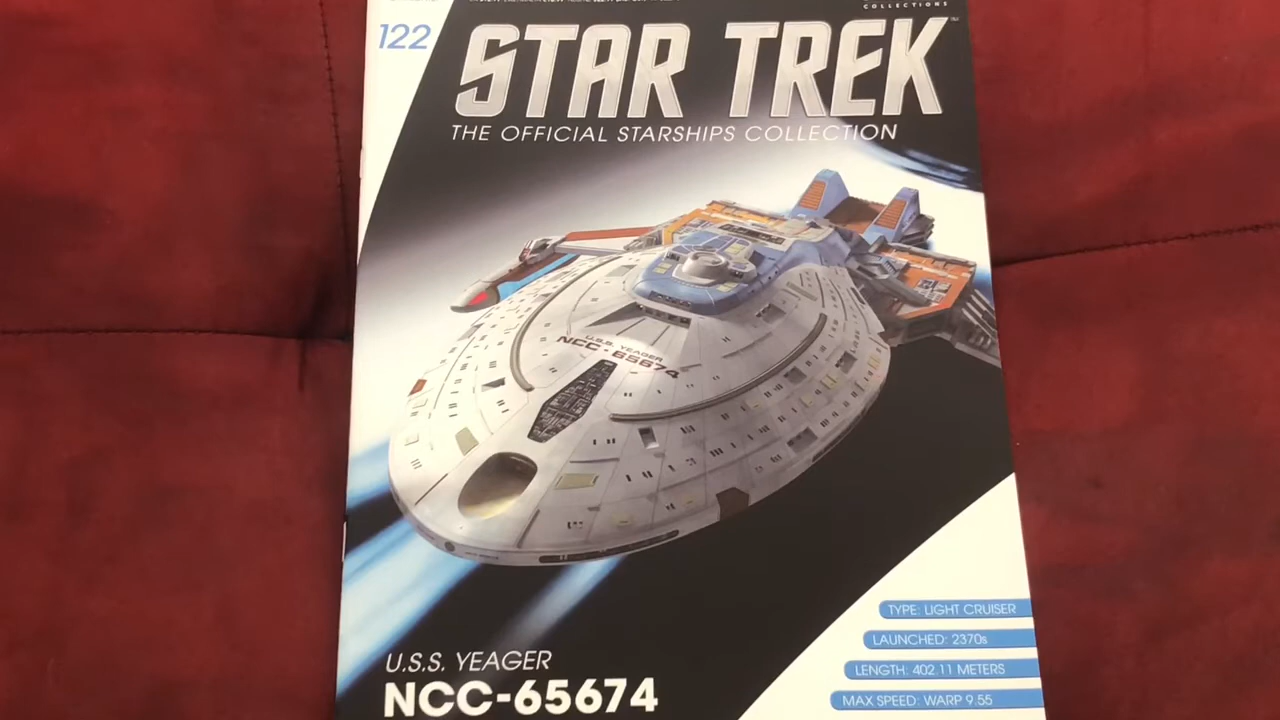 COLLECTIONS
122
STAR TREK
THE OFFICIAL STARSHIPS COLLECTION
U.S.S. YEAGER
NCC-65674
TYPE: LIGHT CRUISER
LAUNCHED: 2370s
LENGTH: 402.11 METERS
MAX SPEED: WARP 9.55
U.S.S. YEAGER
NCC-65674